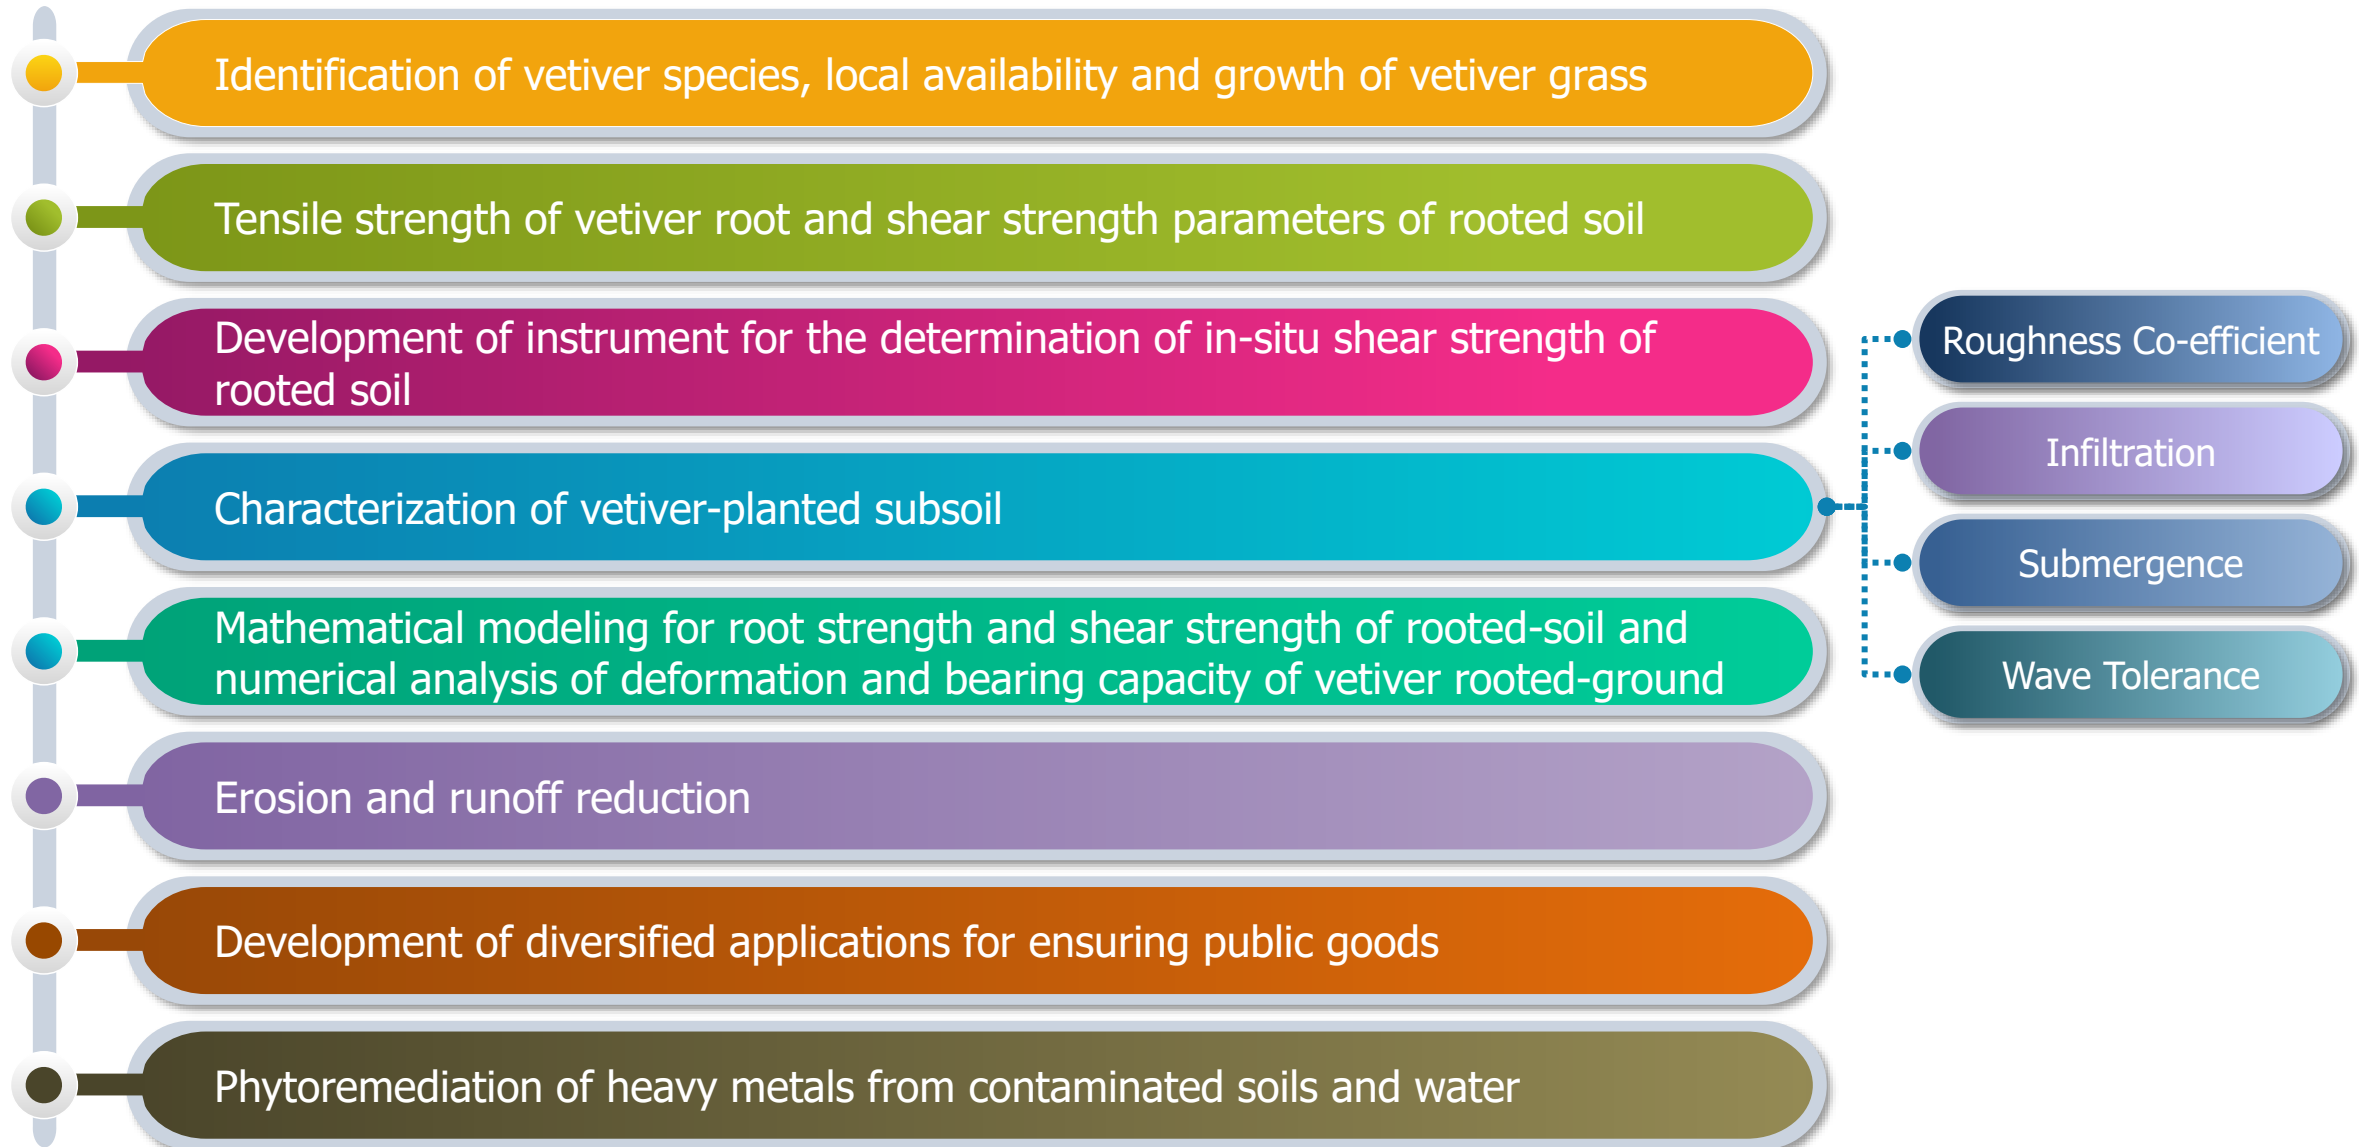 Identification of vetiver species, local availability and growth of vetiver grass
Tensile strength of vetiver root and shear strength parameters of rooted soil
Development of instrument for the determination of in-situ shear strength of
rooted soil
Characterization of vetiver-planted subsoil
Roughness Co-efficient
Infiltration
Submergence
Wave Tolerance
Mathematical modeling for root strength and shear strength of rooted-soil and
numerical analysis of deformation and bearing capacity of vetiver rooted-ground
Erosion and runoff reduction
Development of diversified applications for ensuring public goods
Phytoremediation of heavy metals from contaminated soils and water